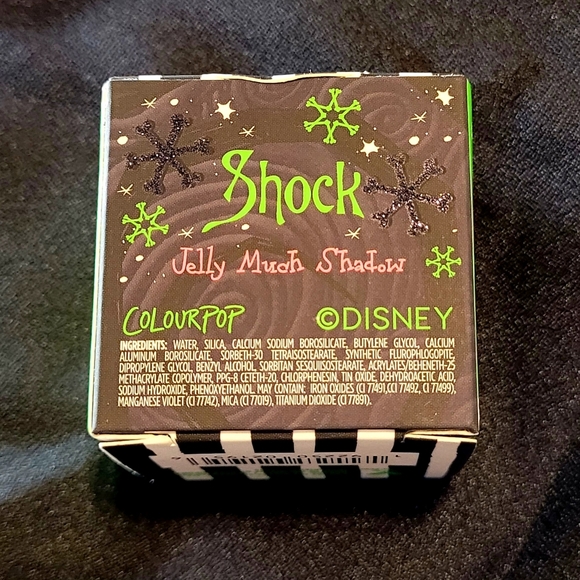 Shock
Jelly Much Shadow
COLOURPOP ©DISNEY
INGREDIENTS: WATER, SILICA, CALCIUM SODIUM BOROSILICATE, BUTYLENE GLYCOL, CALCIUM
ALUMINUM BOROSILICATE, SORBETH-30 TETRAISOSTEARATE, SYNTHETIC FLUROPHLOGOPITE,
DIPROPYLENE GLYCOL, BENZYL ALCOHOL, SORBITAN SESQUIISOSTEARATE, ACRYLATES/BEHENETH-25
METHACRYLATE COPOLYMER, PPG-8 CETETH-20, CHLORPHENESIN, TIN OXIDE, DEHYDROACETIC ACID,
SODIUM HYDROXIDE, PHENOXYETHANOL. MAY CONTAIN: IRON OXIDES (CI 77491,CI 77492, CI 77499),
MANGANESE VIOLET (CI 77742), MICA (CI 77019), TITANIUM DIOXIDE (CI 77891).